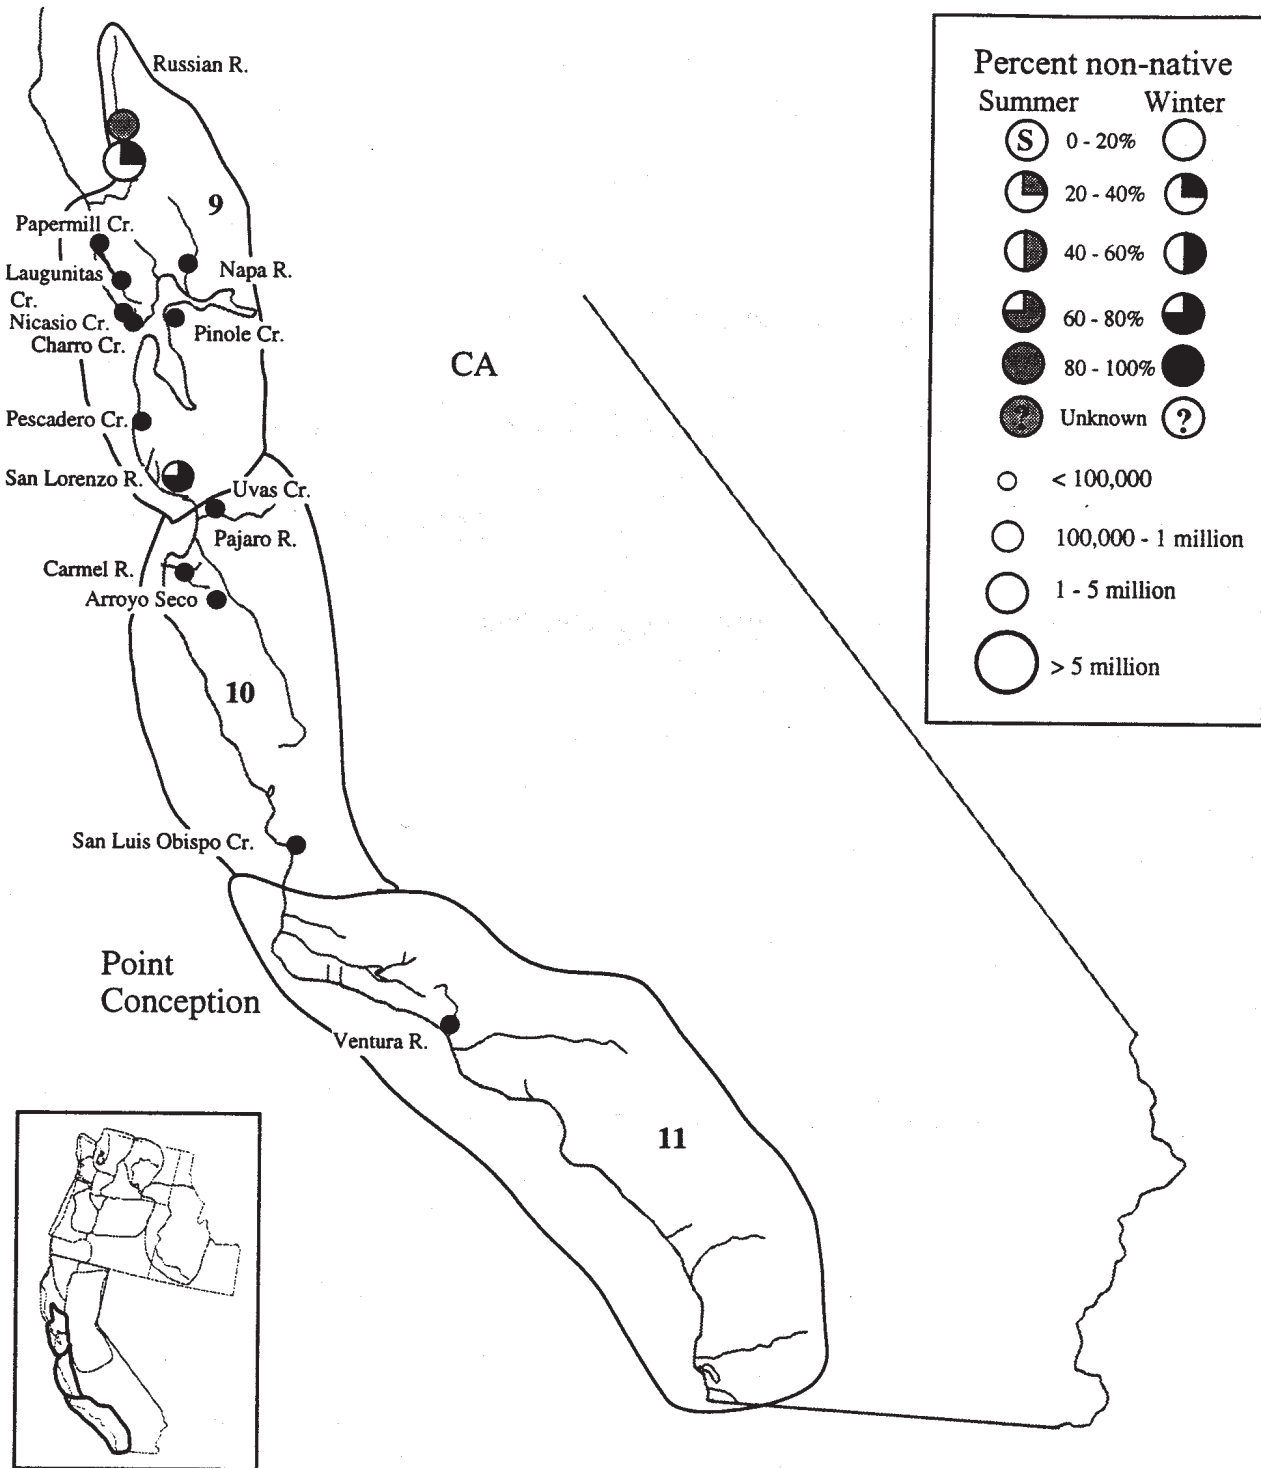 Russian R.
9
Papermill Cr.
Laugunitas
Cr.
Napa R.
Nicasio Cr.
Charro Cr.
Pinole Cr.
CA
Pescadero Cr.
San Lorenzo R.
Uvas Cr.
Pajaro R.
Carmel R.
Arroyo Seco
10
San Luis Obispo Cr.
Point
Conception
Ventura R.
11
Percent non-native
Summer Winter
S 0 - 20%
20 - 40%
40 - 60%
60 - 80%
80 - 100%
? Unknown ?
< 100,000
100,000 - 1 million
1 - 5 million
> 5 million